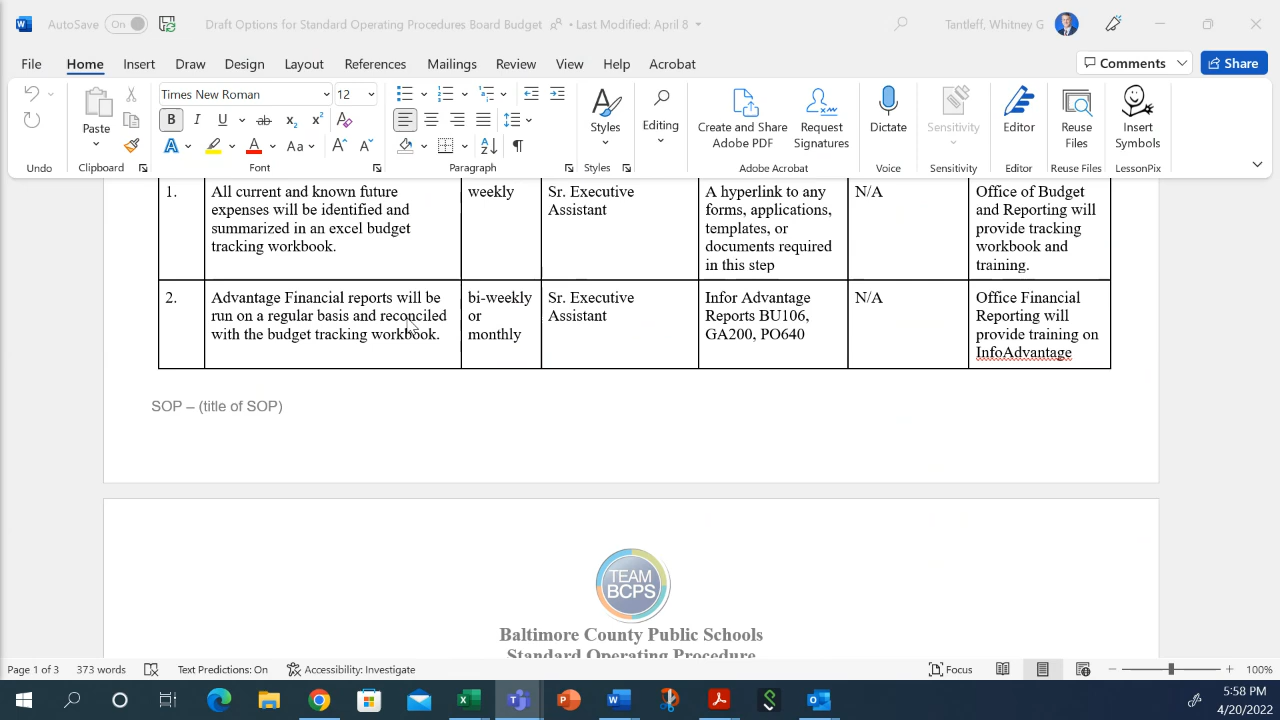 AutoSave On Draft Options for Standard Operating Procedures Board Budget • Last Modified: April 8 Tantleff, Whitney G
File Home Insert Draw Design Layout References Mailings Review View Help Acrobat Comments Share
Times New Roman 12
Paste Styles Editing Create and Share Adobe PDF Request Signatures Dictate Sensitivity Editor Reuse Files Insert Symbols
Undo Clipboard Font Paragraph Styles Adobe Acrobat Voice Sensitivity Editor Reuse Files LessonPix
1. All current and known future weekly Sr. Executive A hyperlink to any N/A Office of Budget
expenses will be identified and Assistant forms, applications, and Reporting will
summarized in an excel budget templates, or provide tracking
tracking workbook. documents required workbook and
in this step training.
2. Advantage Financial reports will be bi-weekly Sr. Executive Infor Advantage N/A Office Financial
run on a regular basis and reconciled or Assistant Reports BU106, Reporting will
with the budget tracking workbook. monthly GA200, PO640 provide training on
InfoAdvantage
SOP – (title of SOP)
TEAM
BCPS
Baltimore County Public Schools
Standard Operating Procedure
Page 1 of 3 373 words Text Predictions: On Accessibility: Investigate Focus 100%
5:58 PM
4/20/2022